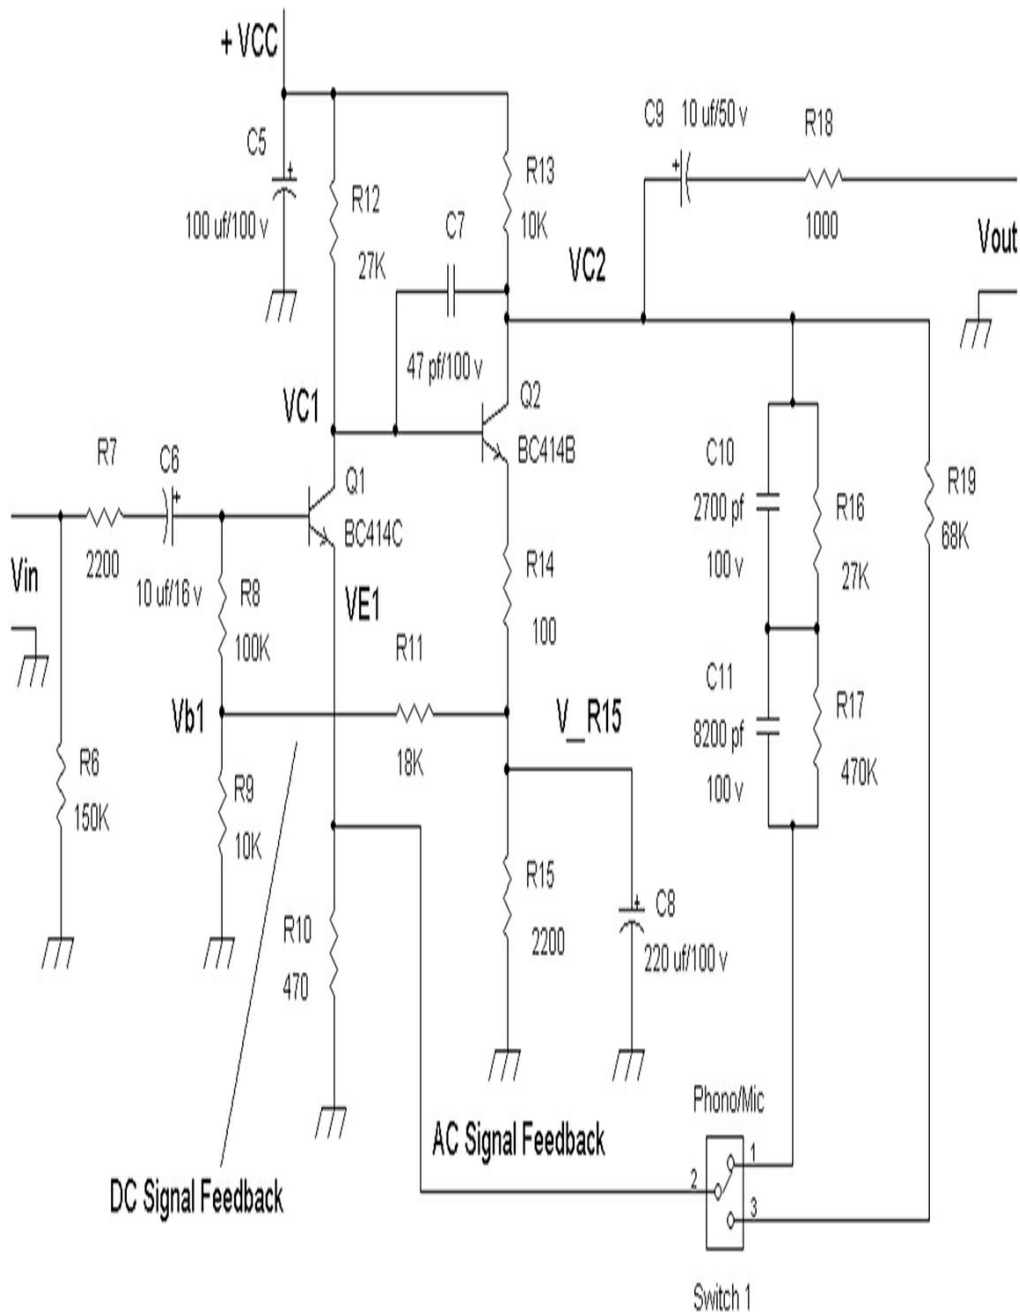 + VCC
C9 10 uf/50 v
R18
C5
R13
R12
C7
10K
100 uf/100 v
1000
27K
VC2
Vout
47 pf/100 v
VC1
Q2
R7
C6
Q1
BC414B
C10
R19
2700 pf
R16
BC414C
68K
2200
100 v
Vin
10 uf/16 v
R8
VE1
R14
27K
100K
R11
100
C11
Vb1
V__R15
8200 pf
R17
R6
18K
100 v
470K
150K
R9
10K
R15
R10
C8
2200
470
220 uf/100 v
Phono/Mic
AC Signal Feedback
1
2
DC Signal Feedback
3
Switch 1